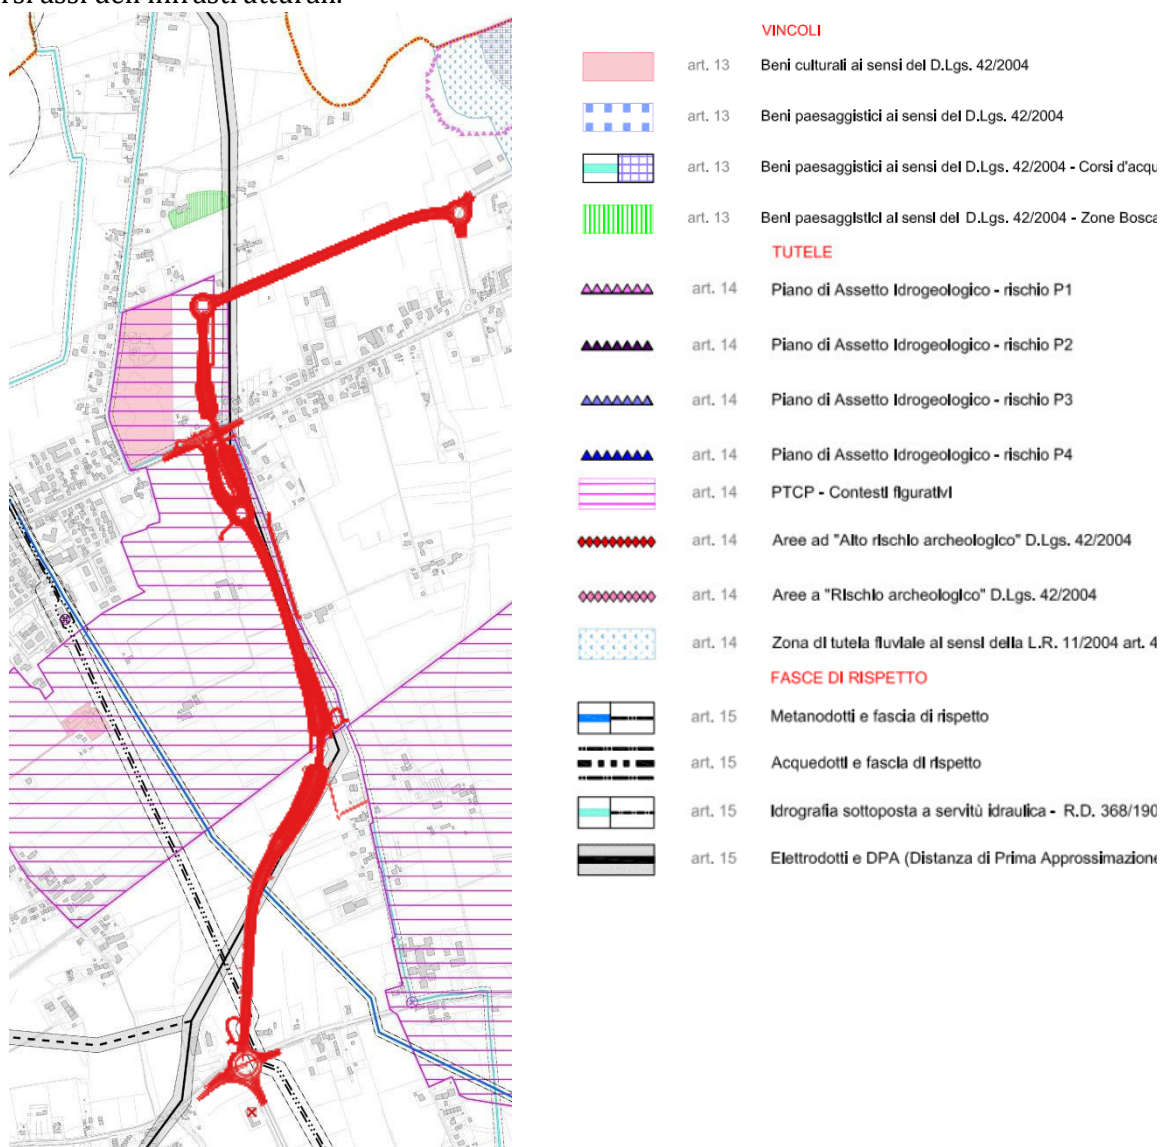 VINCOLI
art. 13 Beni culturali ai sensi del D.Lgs. 42/2004
art. 13 Beni paesaggistici ai sensi del D.Lgs. 42/2004
art. 13 Beni paesaggistici ai sensi del D.Lgs. 42/2004 - Corsi d'acqu
art. 13 Beni paesaggistici ai sensi del D.Lgs. 42/2004 - Zone Bosca
TUTELE
art. 14 Piano di Assetto Idrogeologico - rischio P1
art. 14 Piano di Assetto Idrogeologico - rischio P2
art. 14 Piano di Assetto Idrogeologico - rischio P3
art. 14 Piano di Assetto Idrogeologico - rischio P4
art. 14 PTCP - Contesti figurativi
art. 14 Aree ad "Alto rischio archeologico" D.Lgs. 42/2004
art. 14 Aree a "Rischio archeologico" D.Lgs. 42/2004
art. 14 Zona di tutela fluviale ai sensi della L.R. 11/2004 art. 4
FASCE DI RISPETTO
art. 15 Metanodotti e fascia di rispetto
art. 15 Acquedotti e fascia di rispetto
art. 15 Idrografia sottoposta a servitù idraulica - R.D. 368/190
art. 15 Elettrodotti e DPA (Distanza di Prima Approssimazione